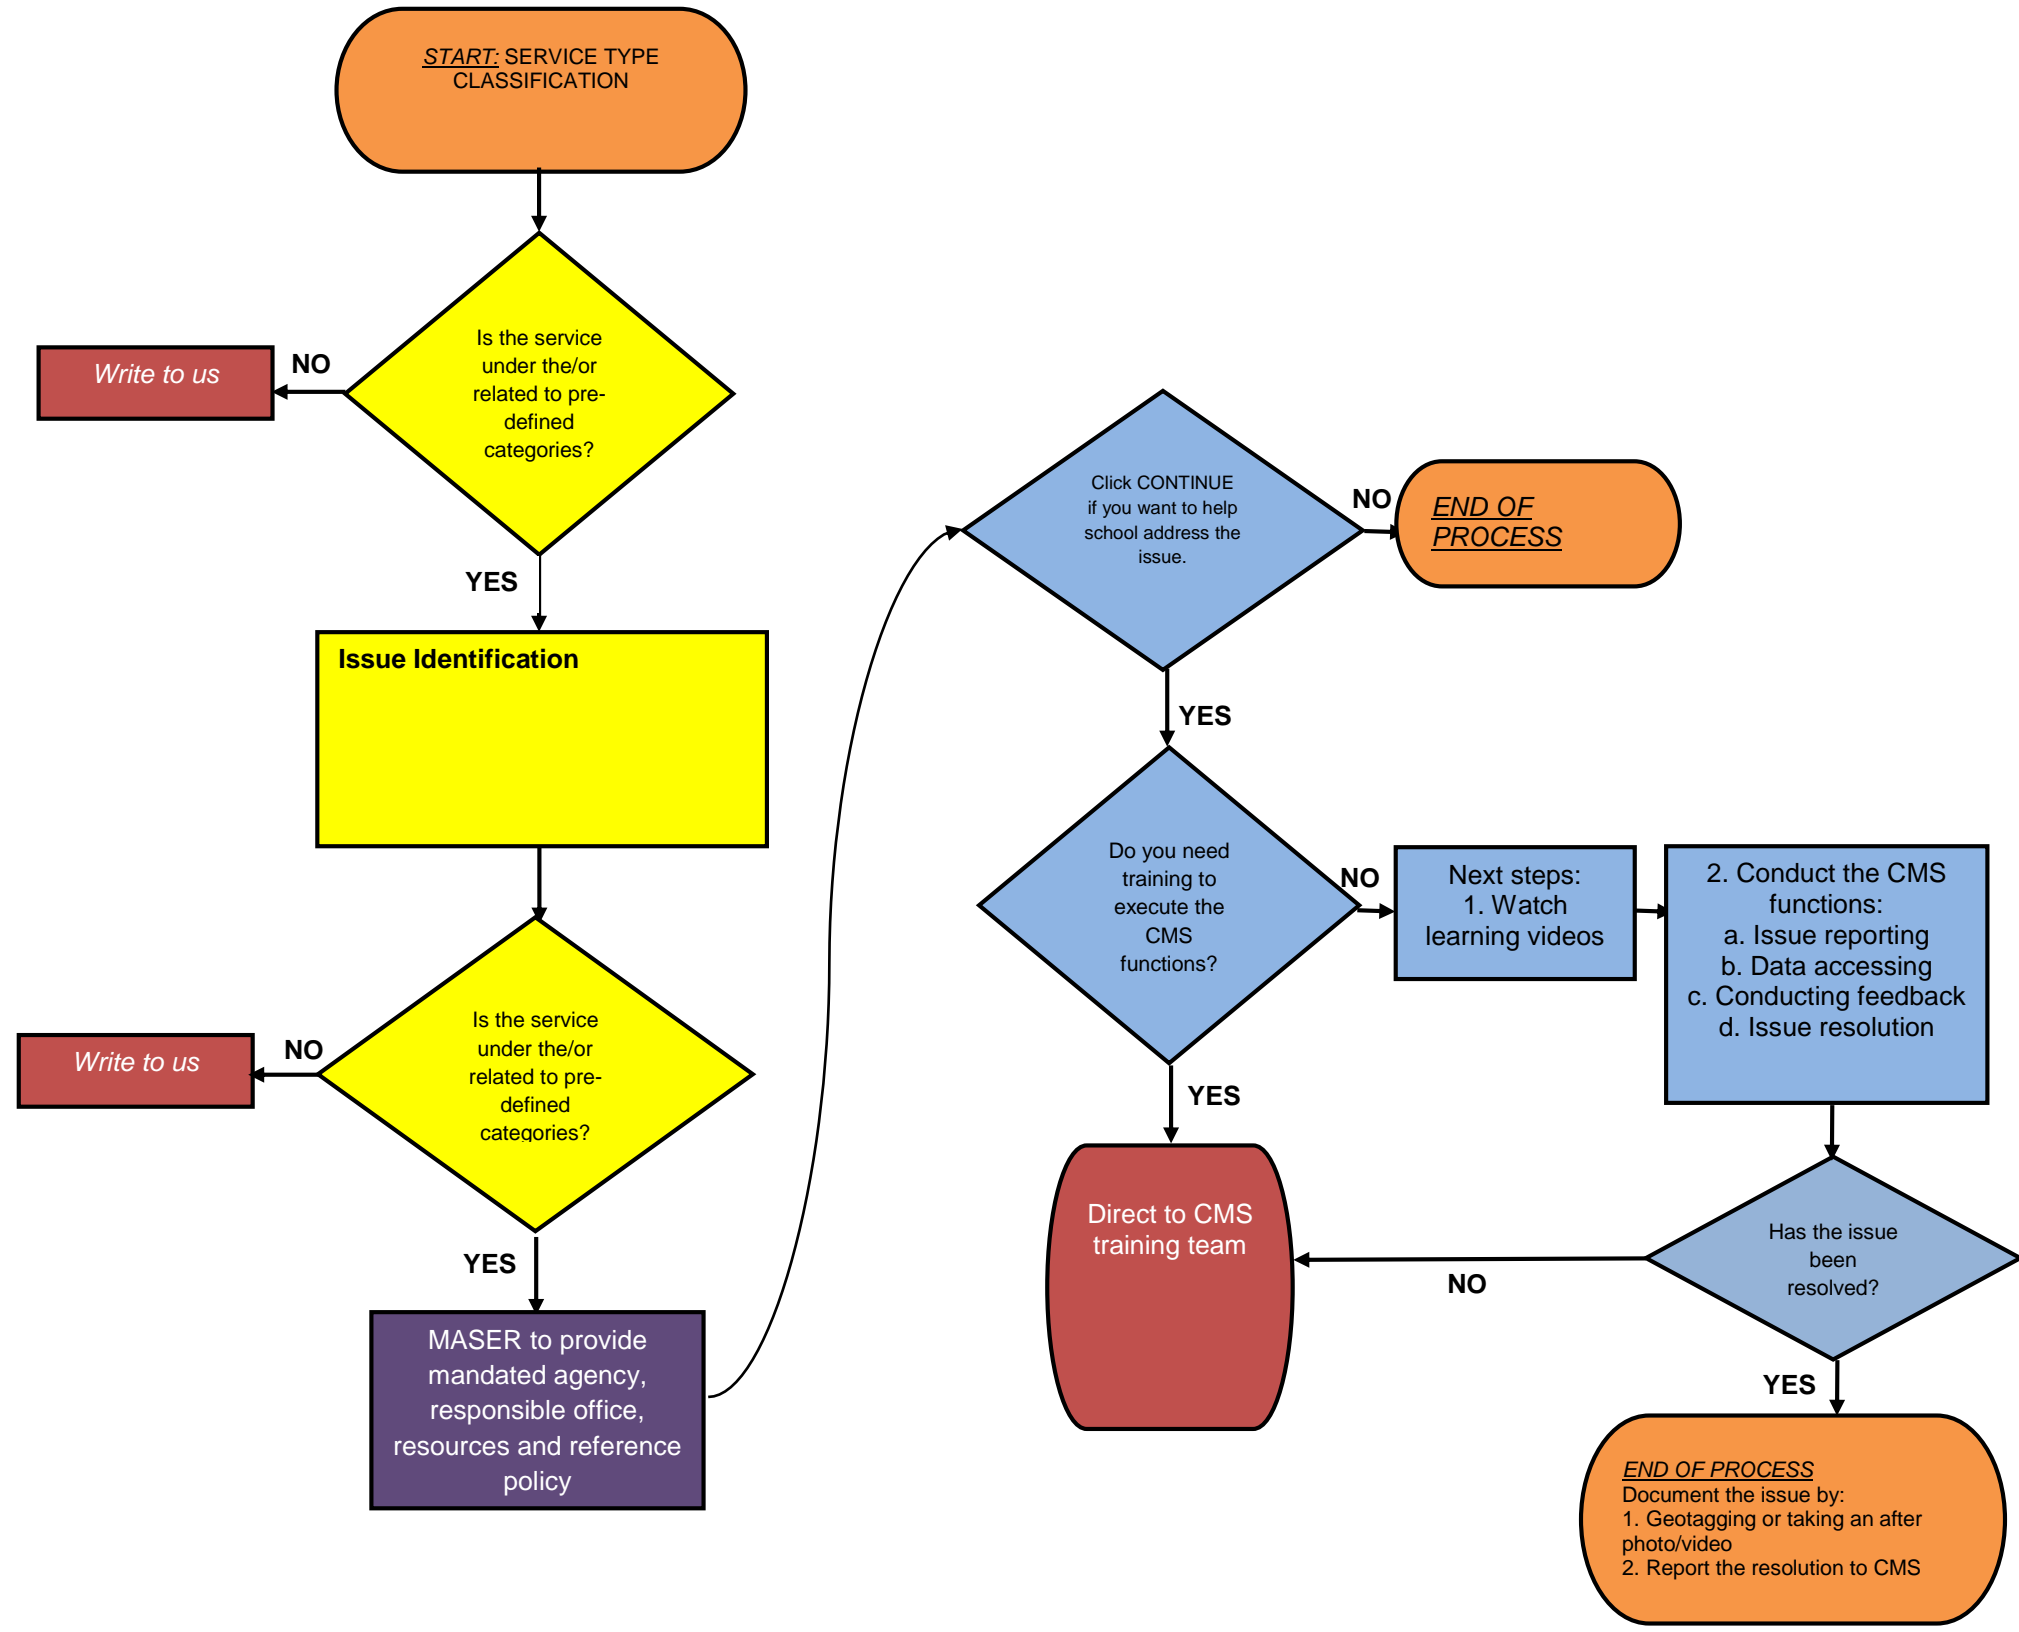 START: SERVICE TYPE
CLASSIFICATION
Is the service
under the/or
related to pre-
defined
categories?
NO
Write to us
YES
Issue Identification
Is the service
under the/or
related to pre-
defined
categories?
NO
Write to us
YES
MASER to provide
mandated agency,
responsible office,
resources and reference
policy
Click CONTINUE
if you want to help
school address the
issue.
NO
END OF
PROCESS
YES
Do you need
training to
execute the
CMS
functions?
NO
Next steps:
1. Watch
learning videos
2. Conduct the CMS
functions:
a. Issue reporting
b. Data accessing
c. Conducting feedback
d. Issue resolution
YES
Direct to CMS
training team
Has the issue
been
resolved?
NO
YES
END OF PROCESS
Document the issue by:
1. Geotagging or taking an after
photo/video
2. Report the resolution to CMS